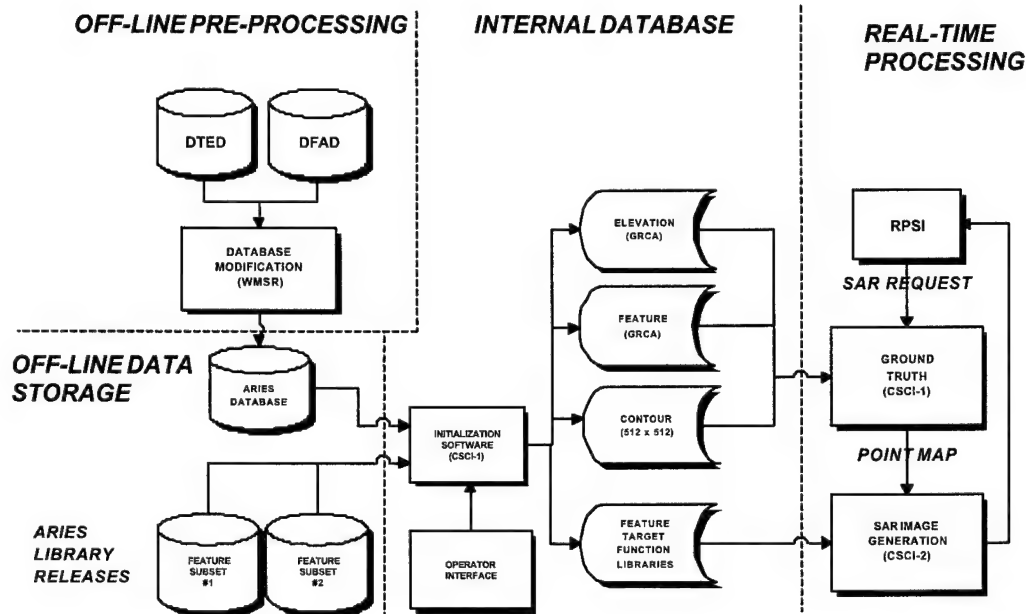 OFF-LINE PRE-PROCESSING
INTERNAL DATABASE
REAL-TIME
PROCESSING
DTED
DFAD
DATABASE
MODIFICATION
(WMSR)
OFF-LINE DATA
STORAGE
ARIES
DATABASE
ARIES
LIBRARY
RELEASES
FEATURE
SUBSET
#1
FEATURE
SUBSET
#2
INITIALIZATION
SOFTWARE
(CSCI-1)
OPERATOR
INTERFACE
ELEVATION
(GRCA)
FEATURE
(GRCA)
CONTOUR
(512 x 512)
FEATURE
TARGET
FUNCTION
LIBRARIES
RPSI
SAR REQUEST
GROUND
TRUTH
(CSCI-1)
POINT MAP
SAR IMAGE
GENERATION
(CSCI-2)